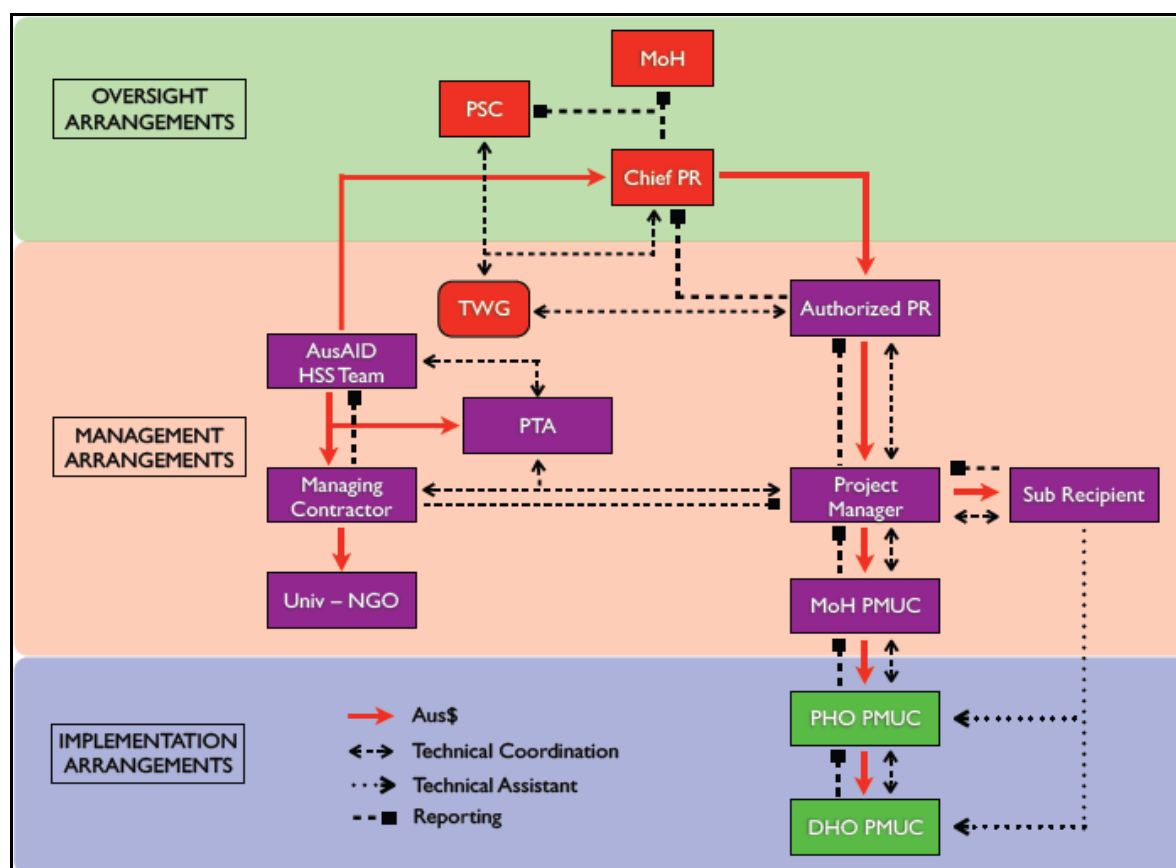 MoH
OVERSIGHT
ARRANGEMENTS
PSC
Chief PR
TWG
Authorized PR
AusAID
HSS Team
MANAGEMENT
ARRANGEMENTS
PTA
Managing
Contractor
Project
Manager
Sub Recipient
Univ – NGO
MoH PMUC
IMPLEMENTATION
ARRANGEMENTS
Aus$
Technical Coordination
Technical Assistant
Reporting
PHO PMUC
DHO PMUC